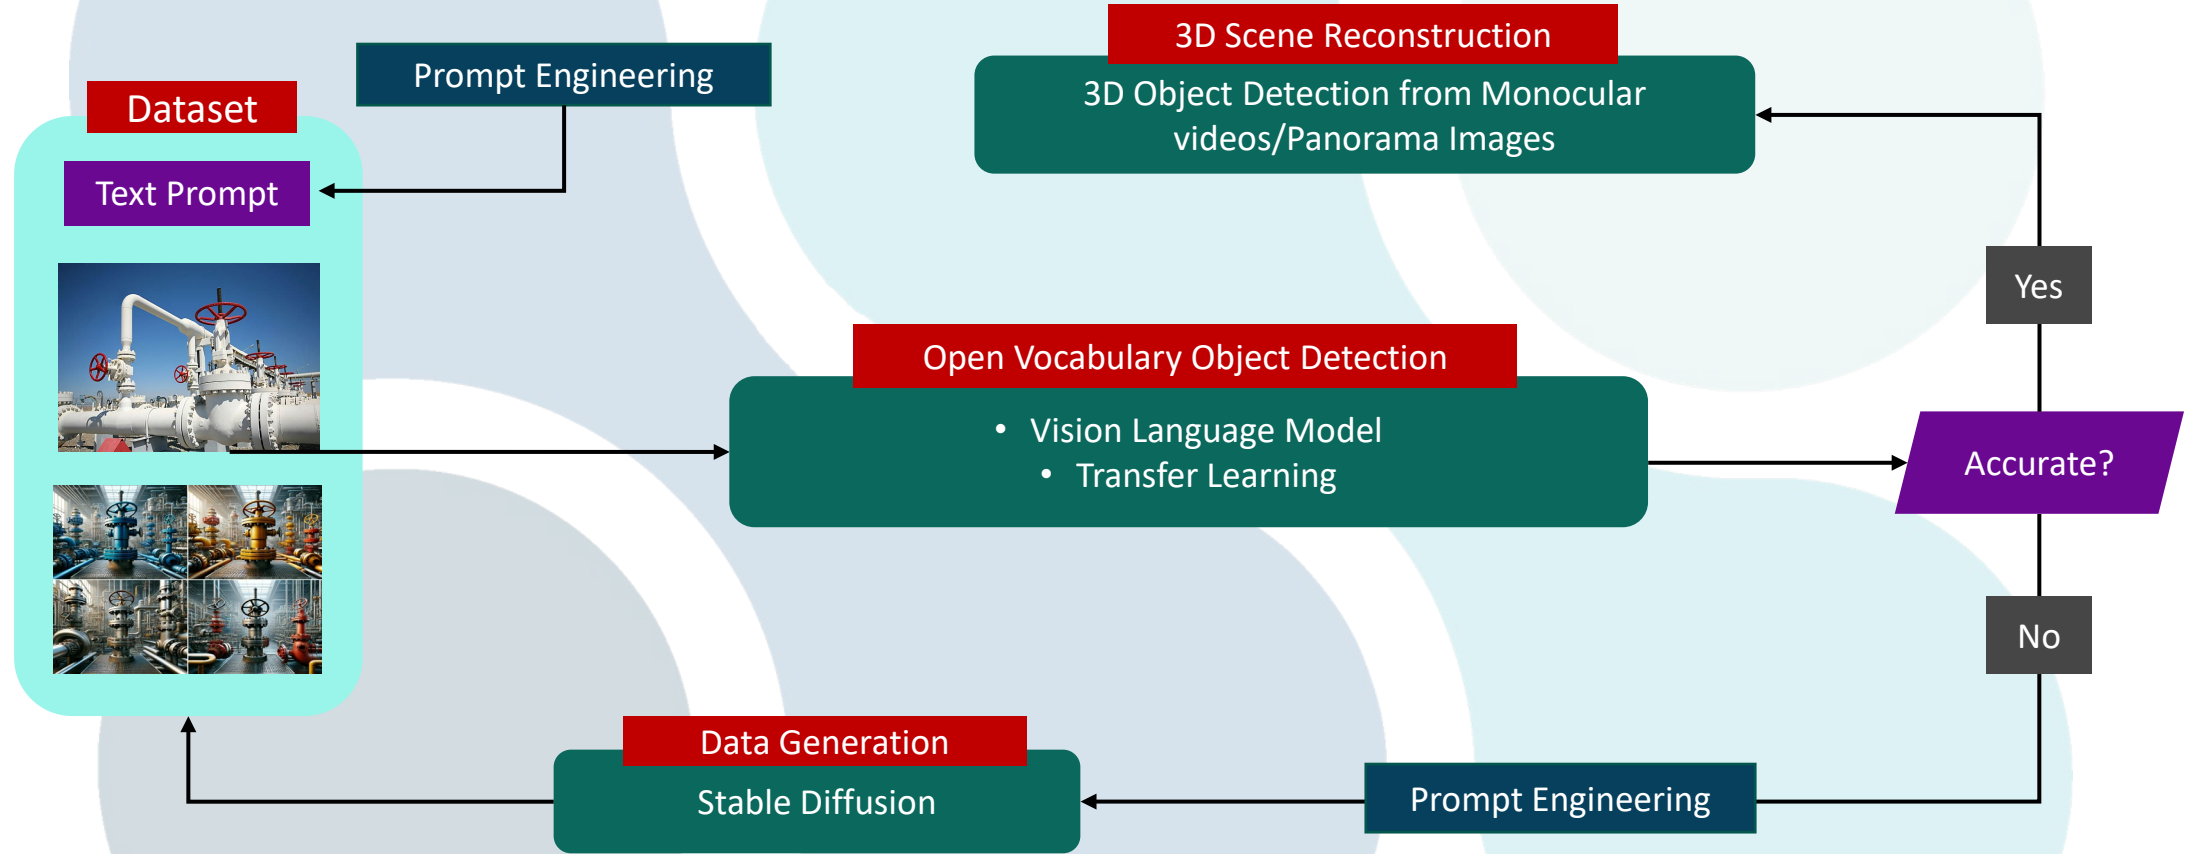 Dataset
Text Prompt
Prompt Engineering
3D Scene Reconstruction
3D Object Detection from Monocular
videos/Panorama Images
Open Vocabulary Object Detection
• Vision Language Model
• Transfer Learning
Accurate?
Yes
No
Prompt Engineering
Data Generation
Stable Diffusion